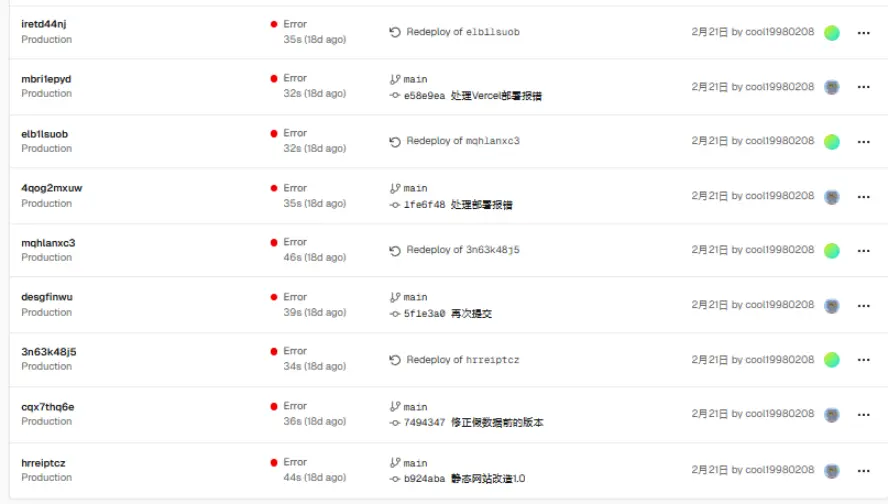 iretd44nj
Error
Production
35s (18d ago)
Redeploy of elb1lsuob
2月21日 by cool19980208
mbri1epyd
Error
main
Production
32s (18d ago)
e58e9ea 处理Vercel部署报错
2月21日 by cool19980208
elb1lsuob
Error
Production
32s (18d ago)
Redeploy of mqhlanxc3
2月21日 by cool19980208
4qog2mxuw
Error
main
Production
35s (18d ago)
1fe6f48 处理部署报错
2月21日 by cool19980208
mqhlanxc3
Error
Production
46s (18d ago)
Redeploy of 3n63k48j5
2月21日 by cool19980208
desgfinwu
Error
main
Production
39s (18d ago)
5f1e3a0 再次提交
2月21日 by cool19980208
3n63k48j5
Error
Production
34s (18d ago)
Redeploy of hrreiptcz
2月21日 by cool19980208
cqx7thq6e
Error
main
Production
36s (18d ago)
7494347 修正假数据前的版本
2月21日 by cool19980208
hrreiptcz
Error
main
Production
44s (18d ago)
b924aba 静态网站改造1.0
2月21日 by cool19980208